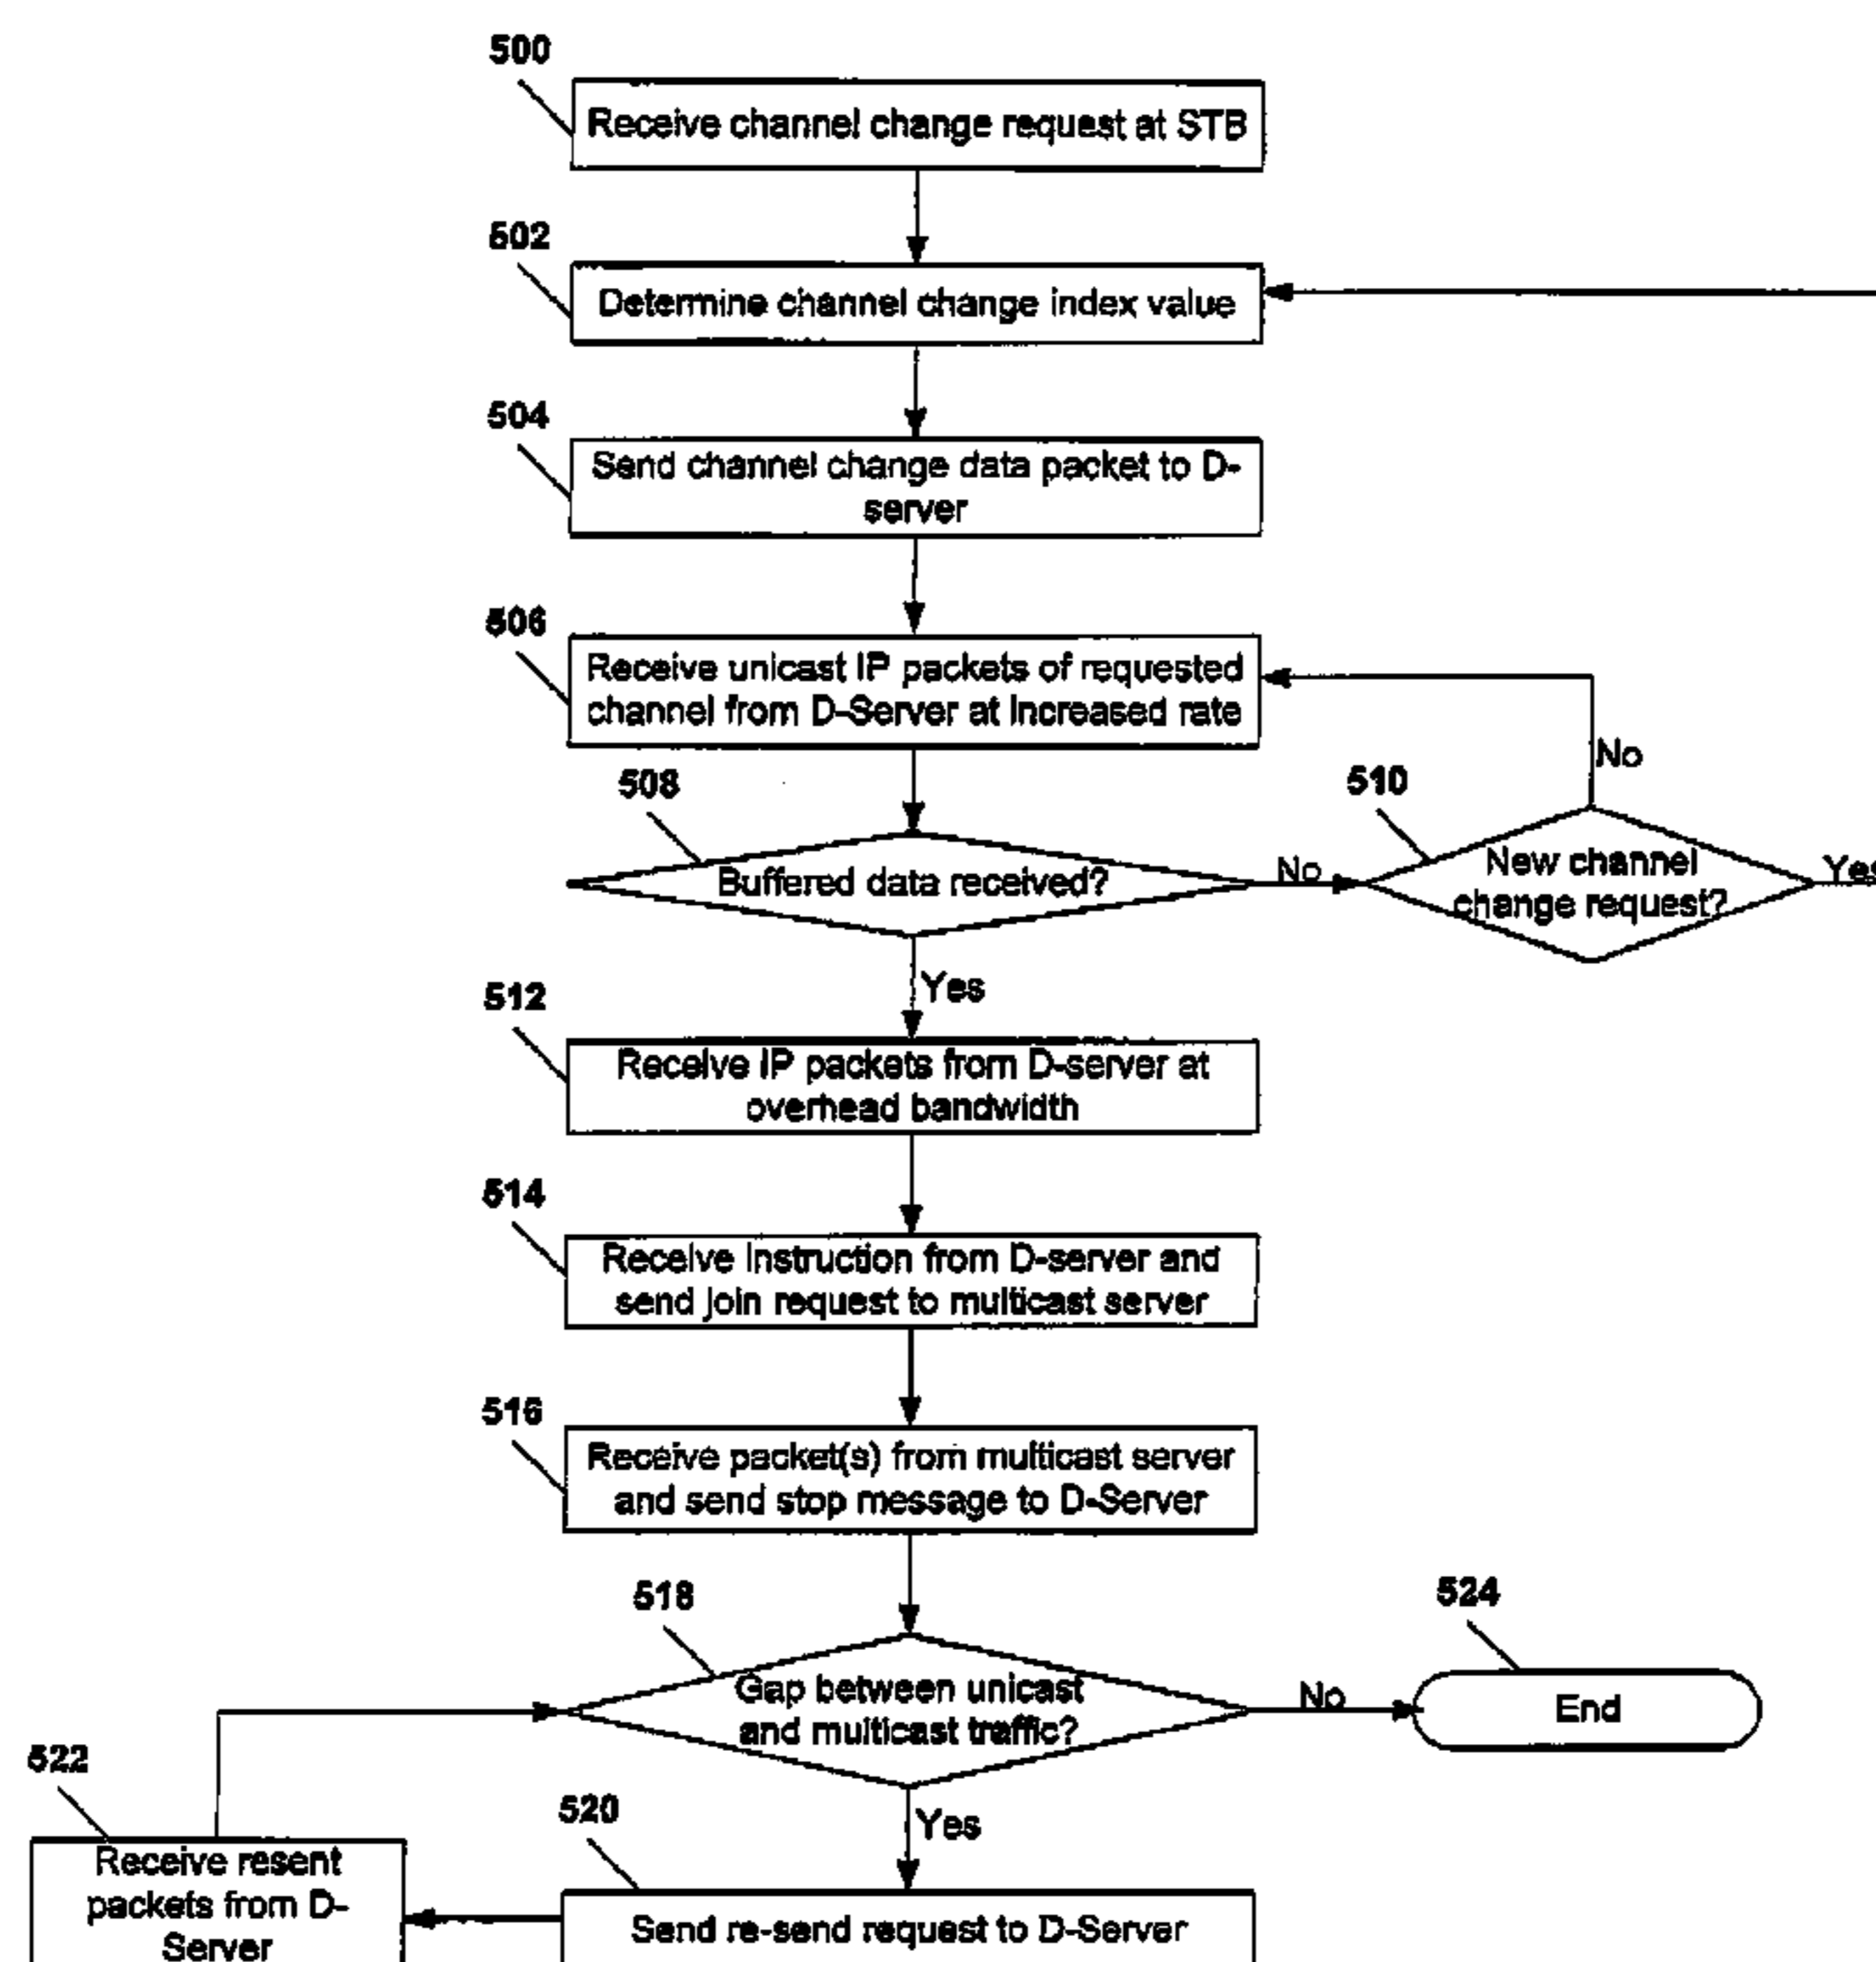 500
Receive channel change request at STB
502
Determine channel change index value
504
Send channel change data packet to D-
server
506
Receive unicast IP packets of requested
channel from D-Server at Increased rate
No
508
510
Buffered data received?
No
New channel
change request?
Yes
Yes
512
Receive IP packets from D-server at
overhead bandwidth
514
Receive Instruction from D-server and
send join request to multicast server
516
Receive packet(s) from multicast server
and send stop message to D-Server
518
524
Gap between unicast
and multicast traffic?
No
End
522
520
Yes
Receive resent
packets from D-
Server
Send re-send request to D-Server